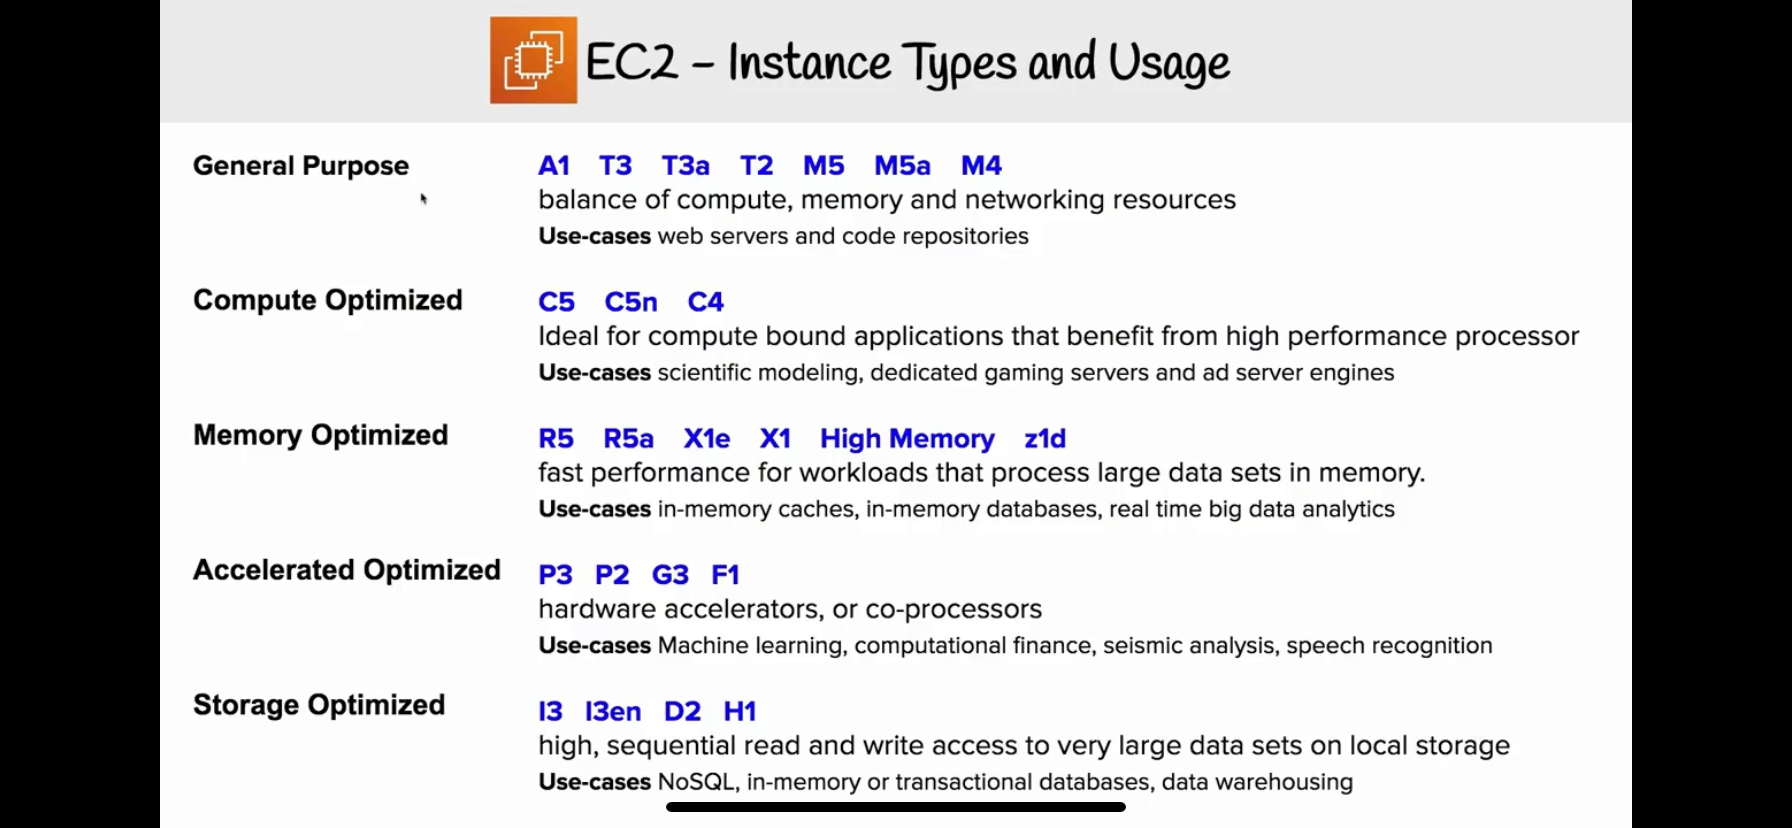 EC2 – Instance Types and Usage
General Purpose
A1 T3 T3a T2 M5 M5a M4
balance of compute, memory and networking resources
Use-cases web servers and code repositories
Compute Optimized
C5 C5n C4
Ideal for compute bound applications that benefit from high performance processor
Use-cases scientific modeling, dedicated gaming servers and ad server engines
Memory Optimized
R5 R5a X1e X1 High Memory z1d
fast performance for workloads that process large data sets in memory.
Use-cases in-memory caches, in-memory databases, real time big data analytics
Accelerated Optimized
P3 P2 G3 F1
hardware accelerators, or co-processors
Use-cases Machine learning, computational finance, seismic analysis, speech recognition
Storage Optimized
I3 I3en D2 H1
high, sequential read and write access to very large data sets on local storage
Use-cases NoSQL, in-memory or transactional databases, data warehousing